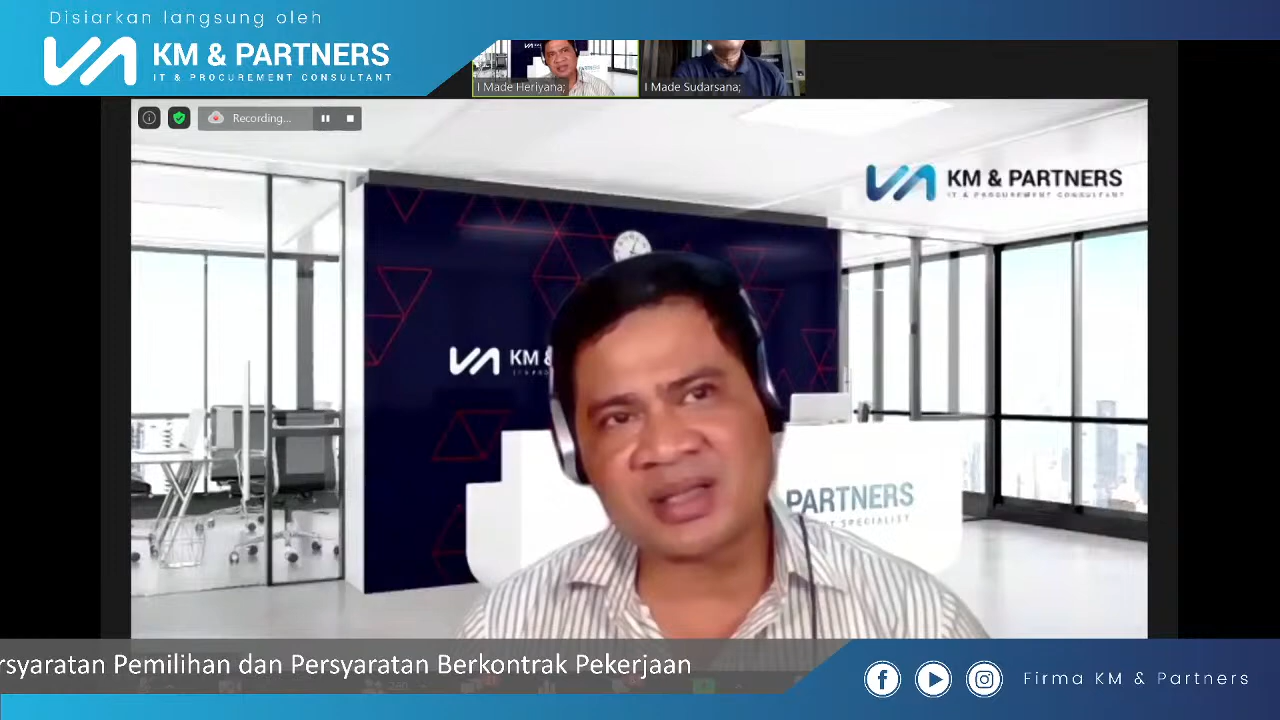 Disiarkan langsung oleh
KM & PARTNERS
IT & PROCUREMENT CONSULTANT
I Made Heriyana;
I Made Sudarsana;
Recording...
KM & PARTNERS
IT & PROCUREMENT CONSULTANT
KM &
PARTNERS
T SPECIALIST
rsyaratan Pemilihan dan Persyaratan Berkontrak Pekerjaan
Firma KM & Partners